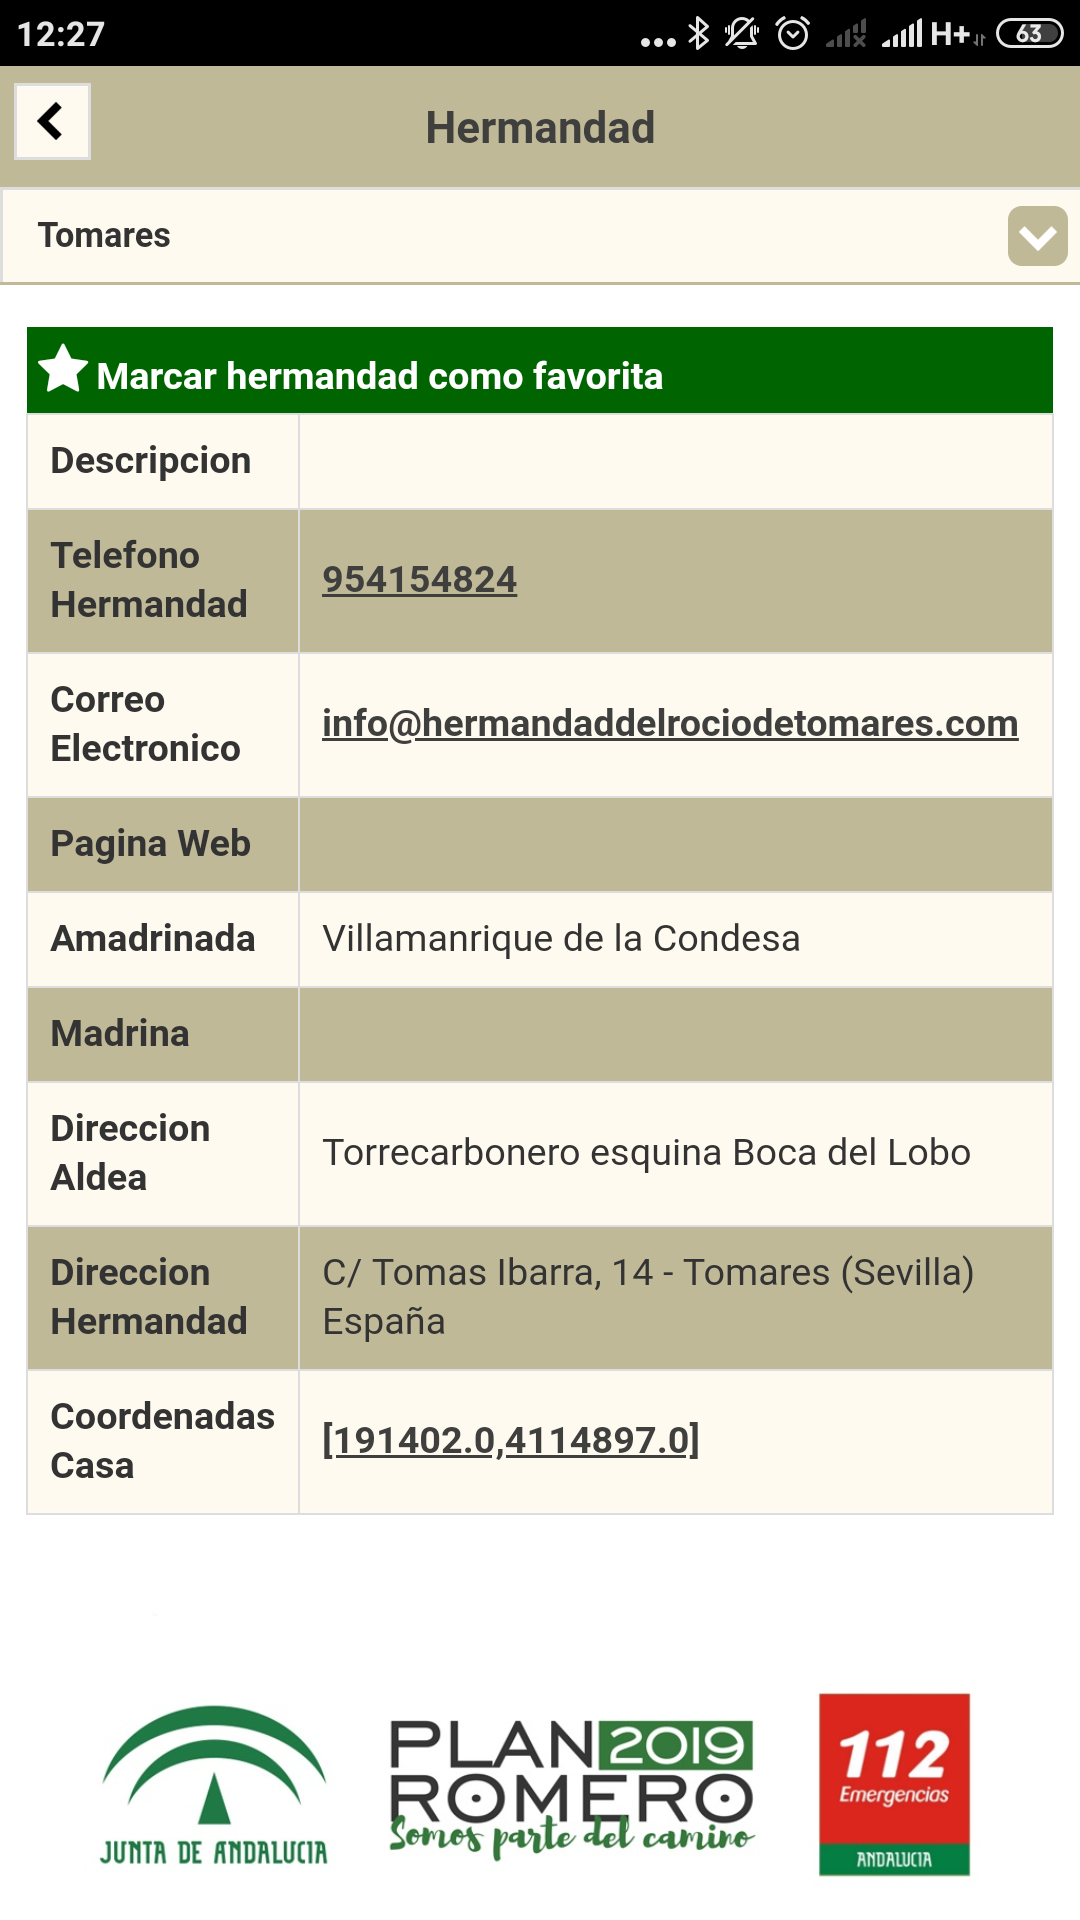 12:27
H+
63
Hermandad
Tomares
Marcar hermandad como favorita
Descripcion
Telefono
Hermandad
954154824
Correo
Electronico
info@hermandaddelrociodetomares.com
Pagina Web
Amadrinada
Villamanrique de la Condesa
Madrina
Direccion
Aldea
Torrecarbonero esquina Boca del Lobo
Direccion
Hermandad
C/ Tomas Ibarra, 14 - Tomares (Sevilla)
España
Coordenadas
Casa
[191402.0,4114897.0]
JUNTA DE ANDALUCIA
PLAN 2019
ROMERO
Somos parte del camino
112
Emergencias
ANDALUCIA